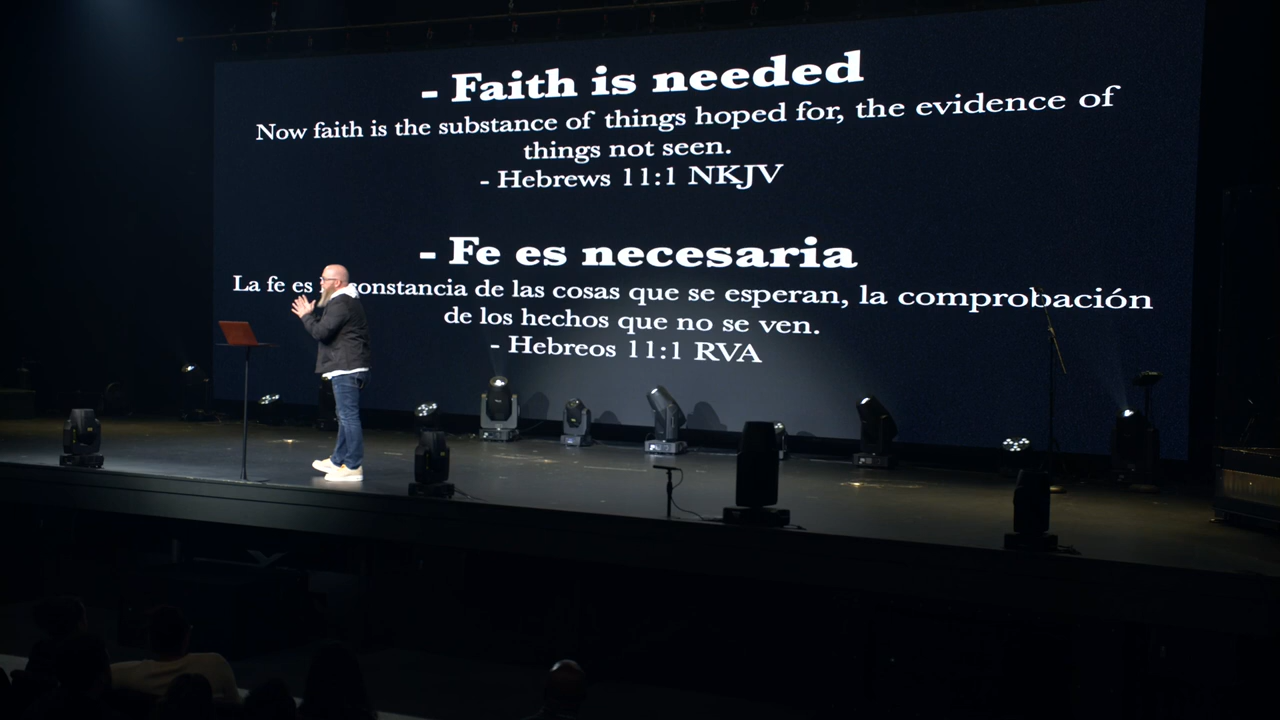 - Faith is needed
Now faith is the substance of things hoped for, the evidence of
things not seen.
- Hebrews 11:1 NKJV
- Fe es necesaria
La fe es constancia de las cosas que se esperan, la comprobación
de los hechos que no se ven.
- Hebreos 11:1 RVA